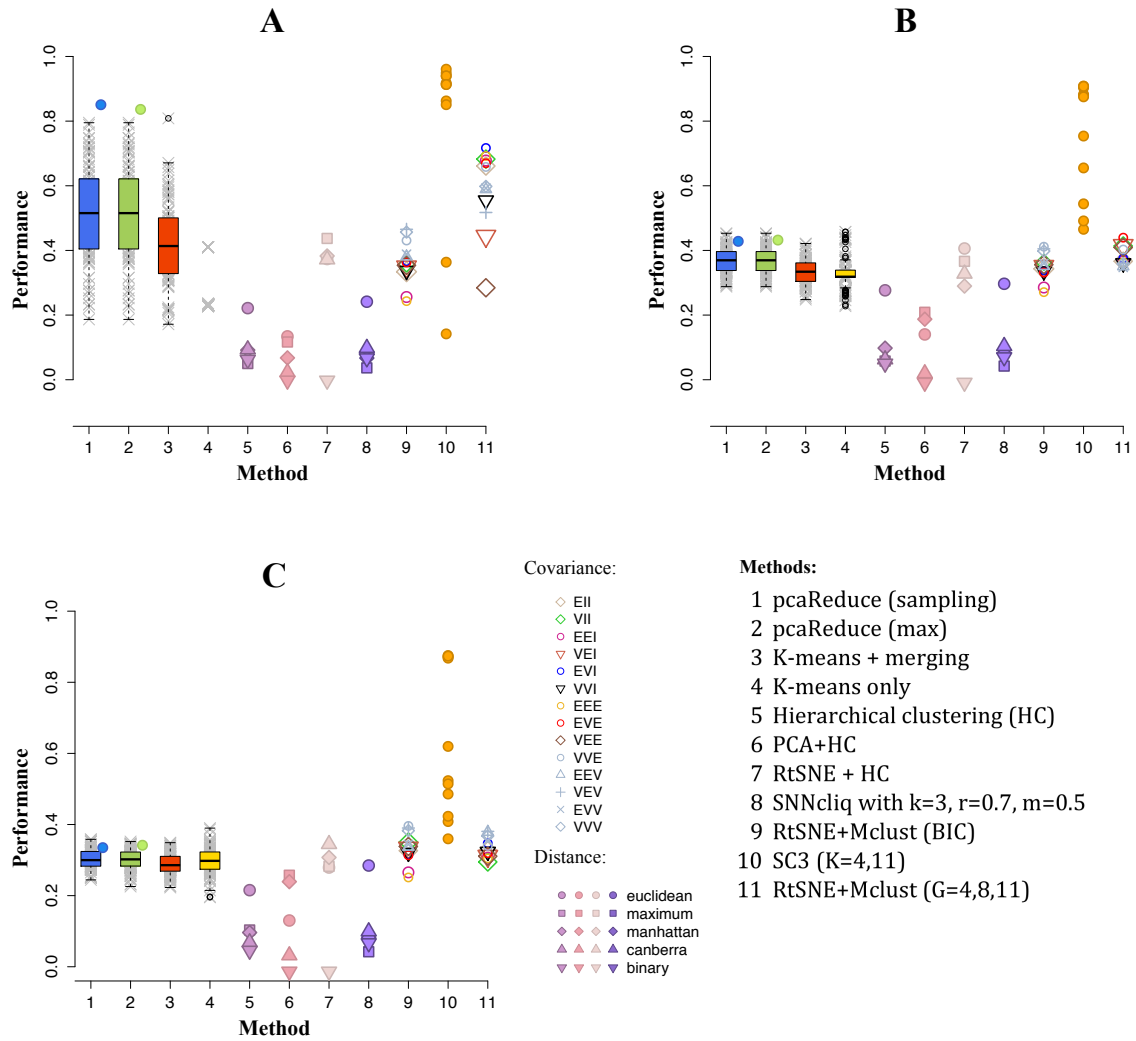 A
1.0
0.8
0.6
0.4
0.2
0.0
Performance
1 2 3 4 5 6 7 8 9 10 11
Method
B
1.0
0.8
0.6
0.4
0.2
0.0
Performance
1 2 3 4 5 6 7 8 9 10 11
Method
C
1.0
0.8
0.6
0.4
0.2
0.0
Performance
1 2 3 4 5 6 7 8 9 10 11
Method
Covariance:
EII
VII
EEI
VEI
EVI
VVI
EEE
EVE
VEE
VVE
EEV
VEV
EVV
VVV
Distance:
euclidean
maximum
manhattan
canberra
binary
Methods:
1 pcaReduce (sampling)
2 pcaReduce (max)
3 K-means + merging
4 K-means only
5 Hierarchical clustering (HC)
6 PCA+HC
7 RtSNE + HC
8 SNNcliq with k=3, r=0.7, m=0.5
9 RtSNE+Mclust (BIC)
10 SC3 (K=4,11)
11 RtSNE+Mclust (G=4,8,11)